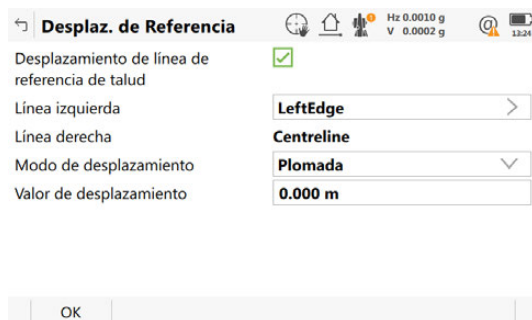 Desplaz. de Referencia
Hz 0.0010 g
V 0.0002 g
13:24
Desplazamiento de línea de
referencia de talud
Línea izquierda
LeftEdge
Línea derecha
Centreline
Modo de desplazamiento
Plomada
Valor de desplazamiento
0.000 m
OK